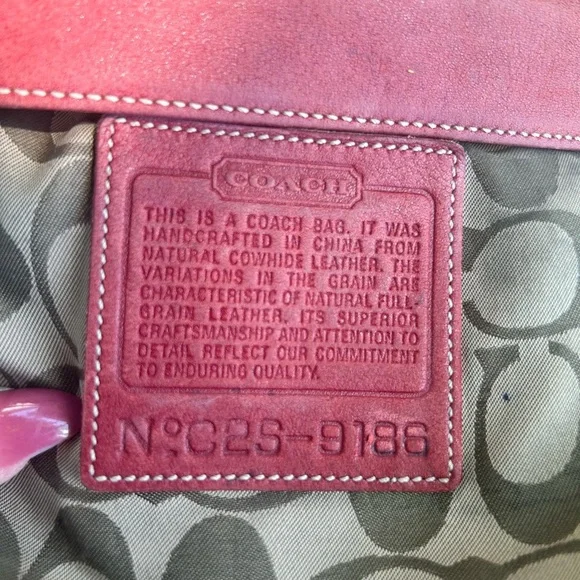 COACH
THIS IS A COACH BAG. IT WAS
HANDCRAFTED IN CHINA FROM
NATURAL COWHIDE LEATHER. THE
VARIATIONS IN THE GRAIN ARE
CHARACTERISTIC OF NATURAL FULL-
GRAIN LEATHER. ITS SUPERIOR
CRAFTSMANSHIP AND ATTENTION TO
DETAIL REFLECT OUR COMMITMENT
TO ENDURING QUALITY.
NºC2S-9186